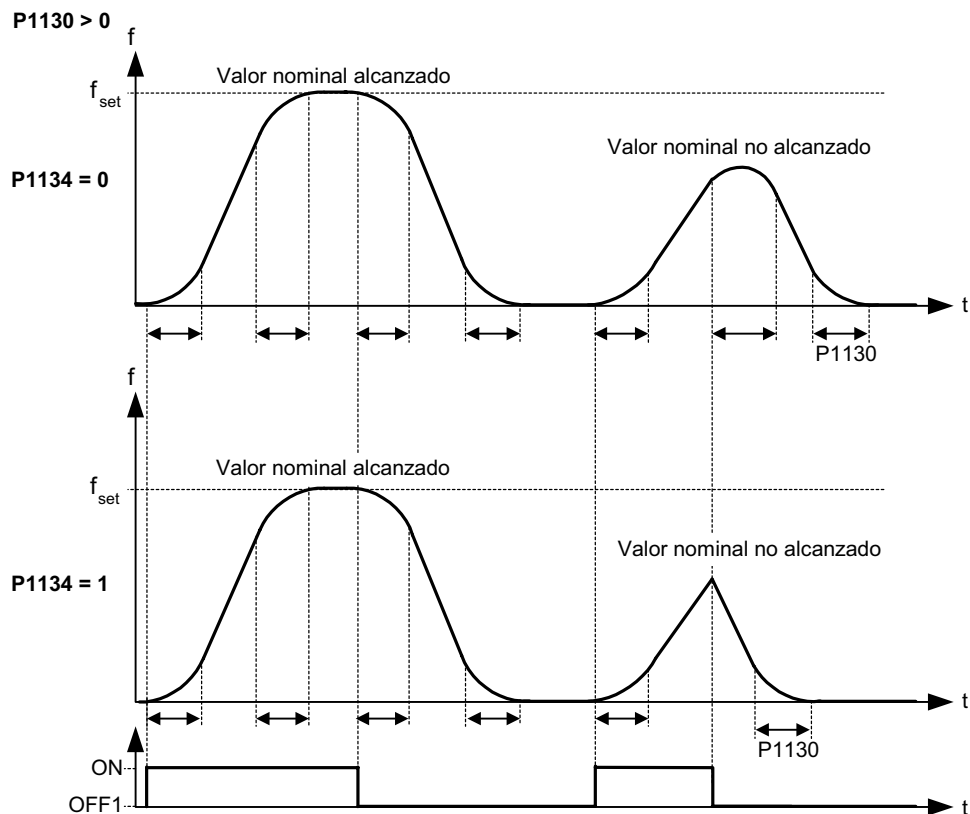 P1130 > 0
f
Valor nominal alcanzado
f set
Valor nominal no alcanzado
P1134 = 0
t
P1130
f
Valor nominal alcanzado
f set
Valor nominal no alcanzado
P1134 = 1
t
P1130
ON
OFF1
t